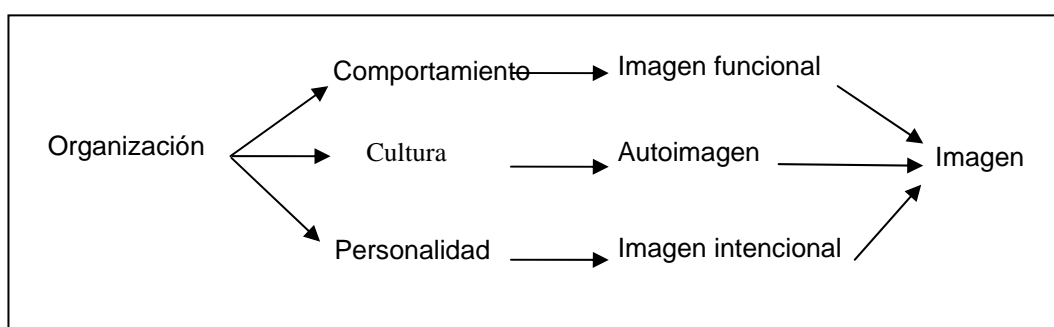 Comportamiento
Imagen funcional
Organización
Cultura
Autoimagen
Imagen
Personalidad
Imagen intencional